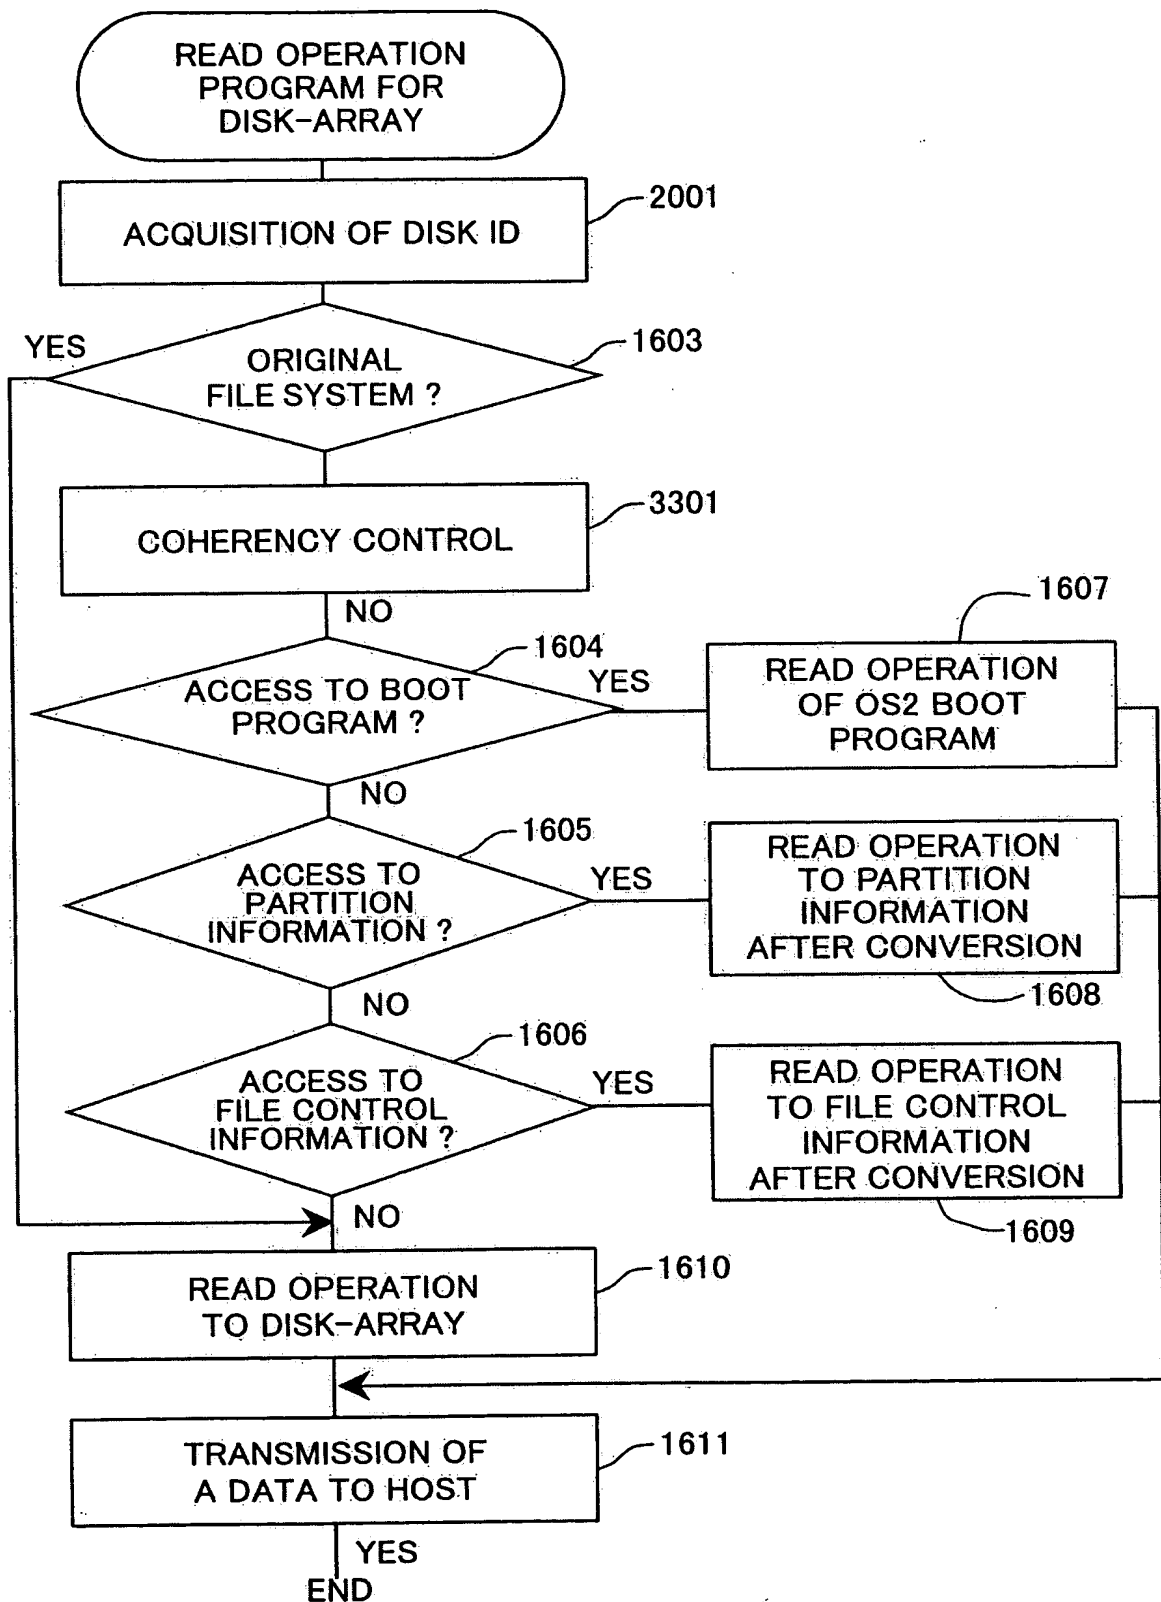 READ OPERATION
PROGRAM FOR
DISK-ARRAY
2001
ACQUISITION OF DISK ID
YES
1603
ORIGINAL
FILE SYSTEM ?
3301
COHERENCY CONTROL
NO
1607
1604
ACCESS TO BOOT
PROGRAM ?
YES
READ OPERATION
OF OS2 BOOT
PROGRAM
NO
1605
ACCESS TO
PARTITION
INFORMATION ?
YES
READ OPERATION
TO PARTITION
INFORMATION
AFTER CONVERSION
1608
NO
1606
ACCESS TO
FILE CONTROL
INFORMATION ?
YES
READ OPERATION
TO FILE CONTROL
INFORMATION
AFTER CONVERSION
1609
NO
1610
READ OPERATION
TO DISK-ARRAY
1611
TRANSMISSION OF
A DATA TO HOST
YES
END